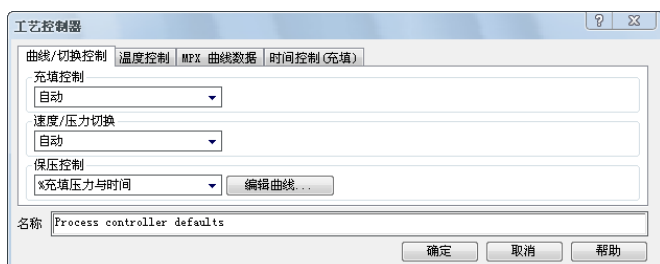 工艺控制器
曲线/切换控制 温度控制 MPX 曲线数据 时间控制(充填)
充填控制
自动
速度/压力切换
自动
保压控制
%充填压力与时间 编辑曲线...
名称 Process controller defaults
确定 取消 帮助